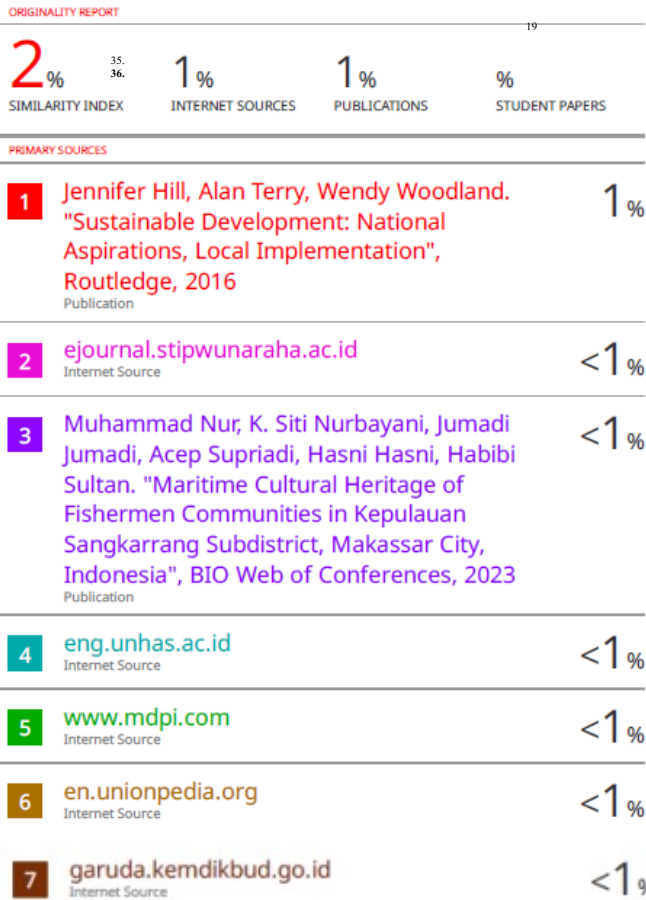 ORIGINALITY REPORT
19
2%
35.
36.
1%
1%
%
SIMILARITY INDEX
INTERNET SOURCES
PUBLICATIONS
STUDENT PAPERS
PRIMARY SOURCES
1
Jennifer Hill, Alan Terry, Wendy Woodland.
"Sustainable Development: National
Aspirations, Local Implementation",
Routledge, 2016
Publication
1%
2
ejournal.stipwunaraha.ac.id
Internet Source
<1%
3
Muhammad Nur, K. Siti Nurbayani, Jumadi
Jumadi, Acep Supriadi, Hasni Hasni, Habibi
Sultan. "Maritime Cultural Heritage of
Fishermen Communities in Kepulauan
Sangkarrang Subdistrict, Makassar City,
Indonesia", BIO Web of Conferences, 2023
Publication
<1%
4
eng.unhas.ac.id
Internet Source
<1%
5
www.mdpi.com
Internet Source
<1%
6
en.unionpedia.org
Internet Source
<1%
7
garuda.kemdikbud.go.id
Internet Source
<1%